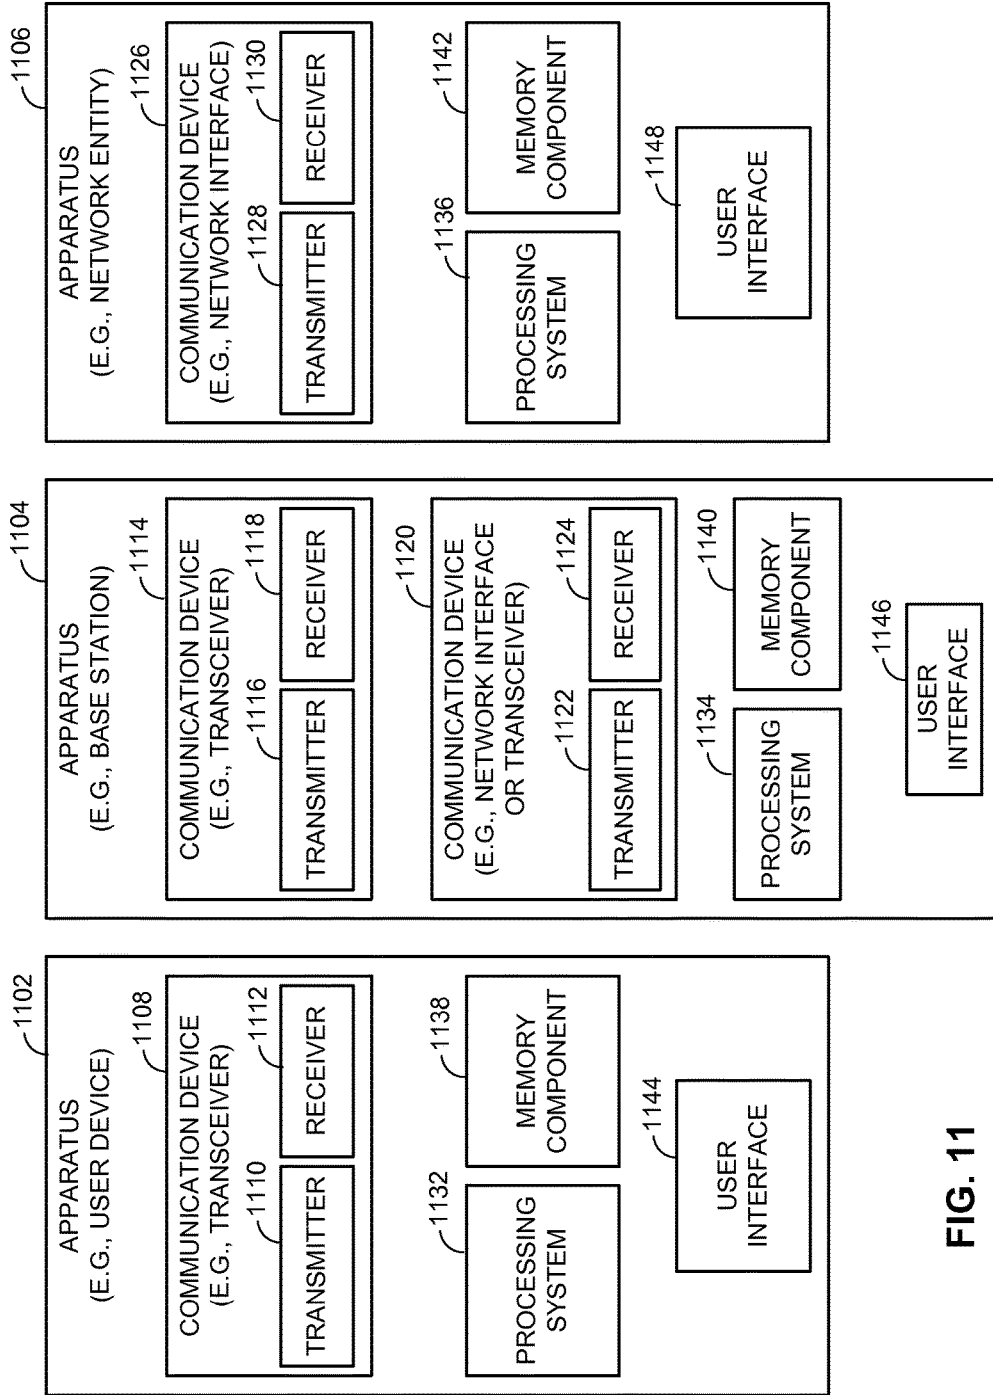 1102
APPARATUS
(E.G., USER DEVICE)
1108
COMMUNICATION DEVICE
(E.G., TRANSCEIVER)
1110
TRANSMITTER
1112
RECEIVER
1132
PROCESSING
SYSTEM
1138
MEMORY
COMPONENT
1144
USER
INTERFACE
1104
APPARATUS
(E.G., BASE STATION)
1114
COMMUNICATION DEVICE
(E.G., TRANSCEIVER)
1116
TRANSMITTER
1118
RECEIVER
1120
COMMUNICATION DEVICE
(E.G., NETWORK INTERFACE
OR TRANSCEIVER)
1122
TRANSMITTER
1124
RECEIVER
1134
PROCESSING
SYSTEM
1140
MEMORY
COMPONENT
1146
USER
INTERFACE
1106
APPARATUS
(E.G., NETWORK ENTITY)
1126
COMMUNICATION DEVICE
(E.G., NETWORK INTERFACE)
1128
TRANSMITTER
1130
RECEIVER
1136
PROCESSING
SYSTEM
1142
MEMORY
COMPONENT
1148
USER
INTERFACE
FIG. 11